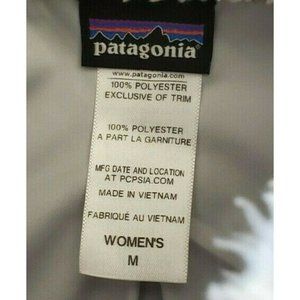 patagonia
www.patagonia.com
100% POLYESTER
EXCLUSIVE OF TRIM
100% POLYESTER
A PART LA GARNITURE
MFG DATE AND LOCATION
AT PCPSIA.COM
MADE IN VIETNAM
FABRIQUÉ AU VIETNAM
WOMEN'S
M